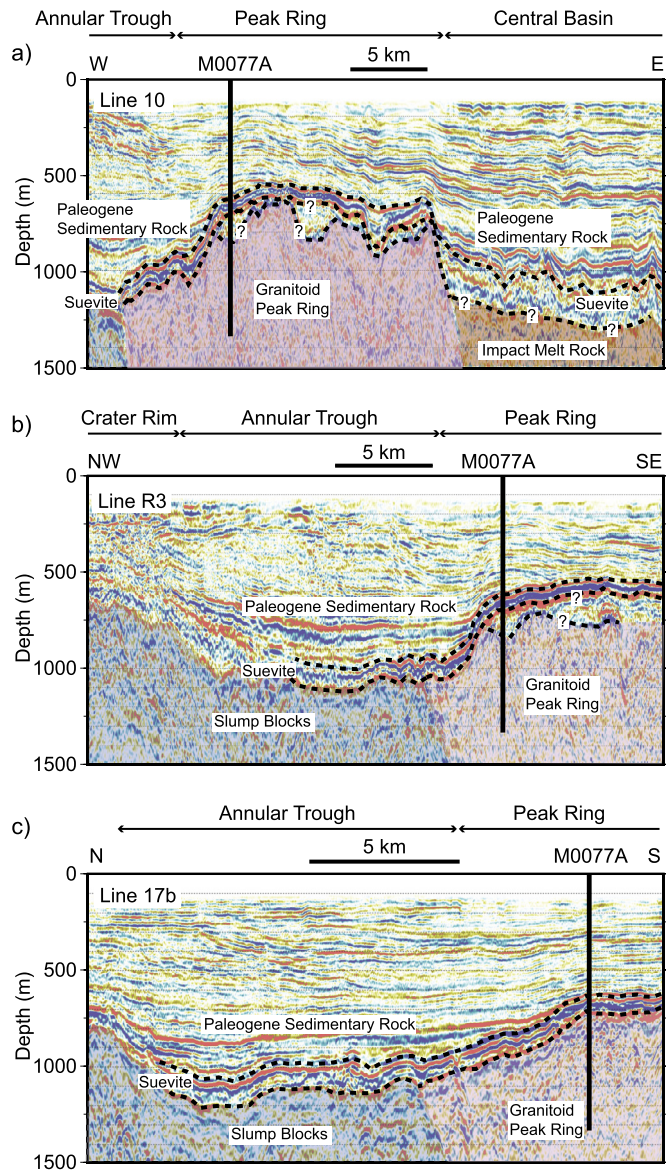 a)
Annular Trough Peak Ring Central Basin
W M0077A 5 km E
Line 10
0
500
1000
1500
Depth (m)
Paleogene
Sedimentary Rock
Paleogene
Sedimentary Rock
?
?
?
Suevite
Granitoid
Peak Ring
Suevite
?
?
?
Impact Melt Rock
b)
Crater Rim Annular Trough Peak Ring
NW 5 km M0077A SE
Line R3
0
500
1000
1500
Depth (m)
Paleogene Sedimentary Rock
?
?
Suevite
Granitoid
Peak Ring
Slump Blocks
c)
Annular Trough Peak Ring
N 5 km M0077A S
Line 17b
0
500
1000
1500
Depth (m)
Paleogene Sedimentary Rock
Suevite
Granitoid
Peak Ring
Slump Blocks